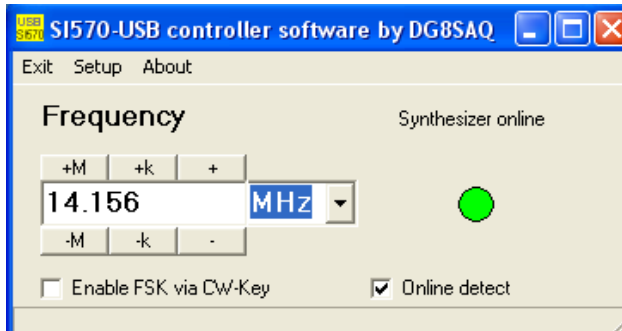 USB SI570 SI570-USB controller software by DG8SAQ
Exit Setup About
Frequency Synthesizer online
+M +k +
14.156 MHz
-M -k -
Enable FSK via CW-Key Online detect